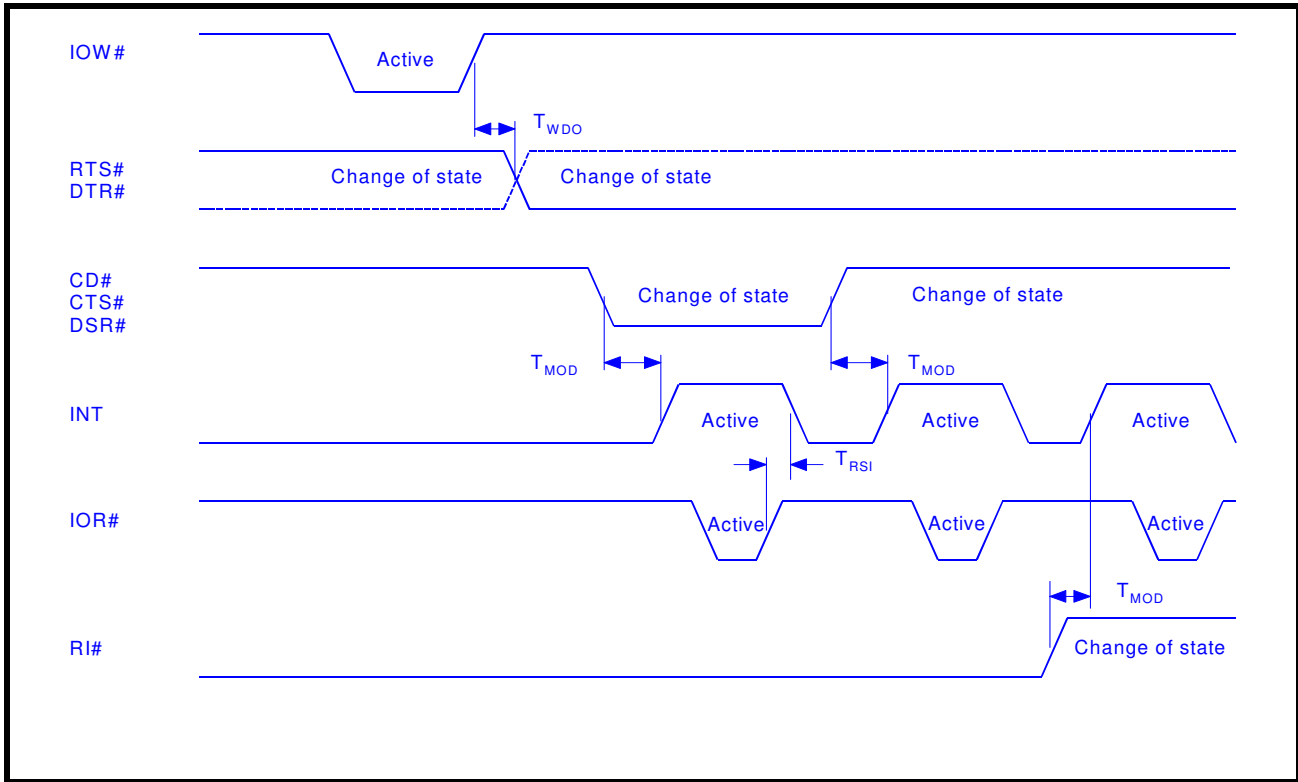 IOW#
Active
TWDO
RTS#
DTR#
Change of state Change of state
CD#
CTS#
DSR#
Change of state Change of state
TMOD TMOD
INT
Active Active Active
TRSI
IOR#
Active Active Active
TMOD
RI#
Change of state